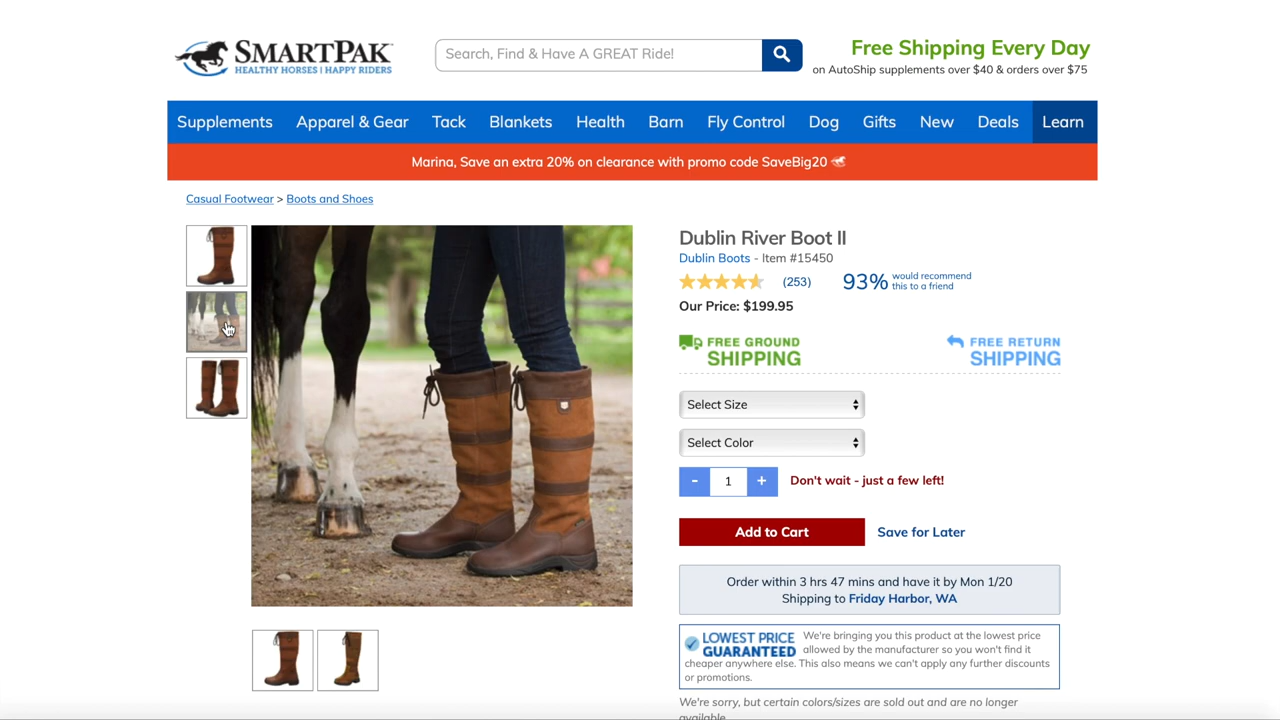 SMARTPAK
HEALTHY HORSES | HAPPY RIDERS
Search, Find & Have A GREAT Ride!
Free Shipping Every Day
on AutoShip supplements over $40 & orders over $75
Supplements Apparel & Gear Tack Blankets Health Barn Fly Control Dog Gifts New Deals Learn
Marina, Save an extra 20% on clearance with promo code SaveBig20
Casual Footwear > Boots and Shoes
Dublin River Boot II
Dublin Boots - Item #15450
(253) 93% would recommend
this to a friend
Our Price: $199.95
FREE GROUND
SHIPPING
FREE RETURN
SHIPPING
Select Size
Select Color
- 1 + Don't wait - just a few left!
Add to Cart Save for Later
Order within 3 hrs 47 mins and have it by Mon 1/20
Shipping to Friday Harbor, WA
LOWEST PRICE
GUARANTEED
We're bringing you this product at the lowest price
allowed by the manufacturer so you won't find it
cheaper anywhere else. This also means we can't apply any further discounts
or promotions.
We're sorry, but certain colors/sizes are sold out and are no longer
available